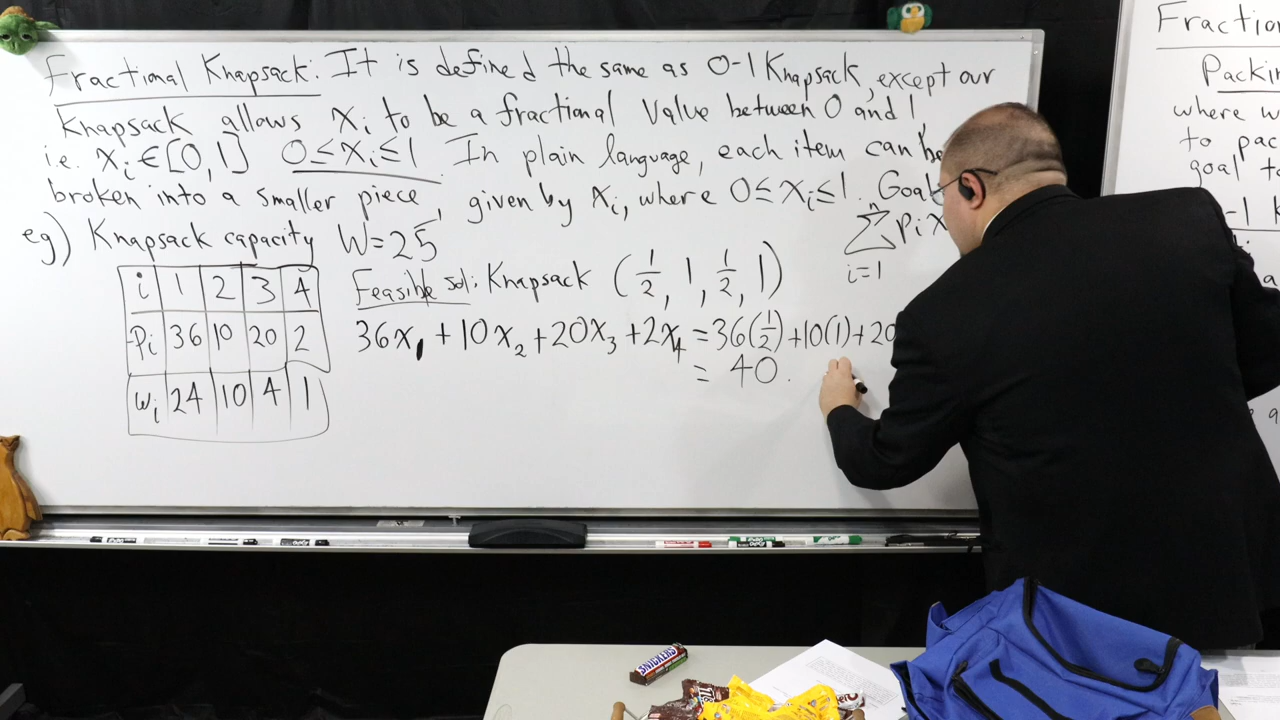 Fractional Knapsack: It is defined the same as 0-1 Knapsack, except our
Knapsack allows xᵢ to be a fractional value between 0 and 1
i.e. xᵢ ∈ [0,1] 0≤xᵢ≤1 In plain language, each item can be
broken into a smaller piece, given by xᵢ, where 0≤xᵢ≤1. Goal
n
∑ pᵢx
i=1
eg) Knapsack capacity W=25
Feasible sol: Knapsack (1/2, 1, 1/2, 1)
i 1 2 3 4
Pᵢ 36 10 20 2
Wᵢ 24 10 4 1
36x₁ + 10x₂ + 20x₃ + 2x₄ = 36(1/2) + 10(1) + 20
= 40.
where w
to pac
goal t
SNICKERS